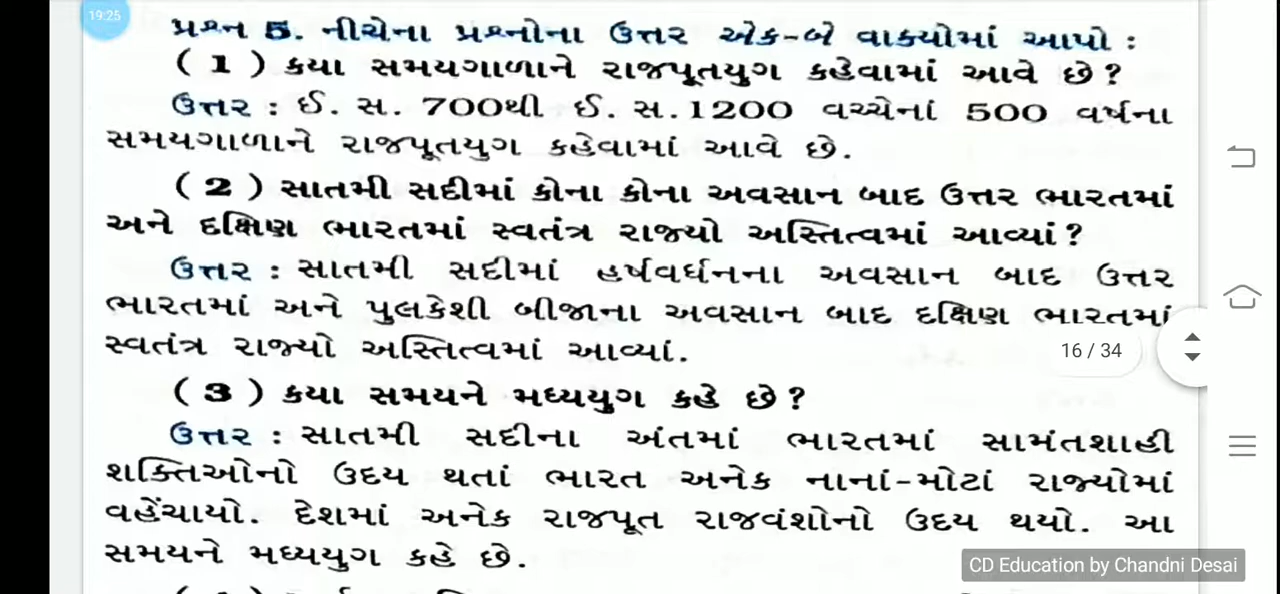 19:25
પ્રશ્ન 5. નીચેના પ્રશ્નોના ઉત્તર એક-બે વાક્યોમાં આપો :
( 1 ) કયા સમયગાળાને રાજપૂતયુગ કહેવામાં આવે છે?
ઉત્તર : ઈ. સ. 700થી ઈ. સ. 1200 વચ્ચેનાં 500 વર્ષના
સમયગાળાને રાજપૂતયુગ કહેવામાં આવે છે.
( 2 ) સાતમી સદીમાં કોના કોના અવસાન બાદ ઉત્તર ભારતમાં
અને દક્ષિણ ભારતમાં સ્વતંત્ર રાજ્યો અસ્તિત્વમાં આવ્યાં?
ઉત્તર : સાતમી સદીમાં હર્ષવર્ધનના અવસાન બાદ ઉત્તર
ભારતમાં અને પુલકેશી બીજાના અવસાન બાદ દક્ષિણ ભારતમાં
સ્વતંત્ર રાજ્યો અસ્તિત્વમાં આવ્યાં.
16 / 34
( 3 ) કયા સમયને મધ્યયુગ કહે છે?
ઉત્તર : સાતમી સદીના અંતમાં ભારતમાં સામંતશાહી
શક્તિઓનો ઉદય થતાં ભારત અનેક નાનાં-મોટાં રાજ્યોમાં
વહેંચાયો. દેશમાં અનેક રાજપૂત રાજવંશોનો ઉદય થયો. આ
સમયને મધ્યયુગ કહે છે.
CD Education by Chandni Desai